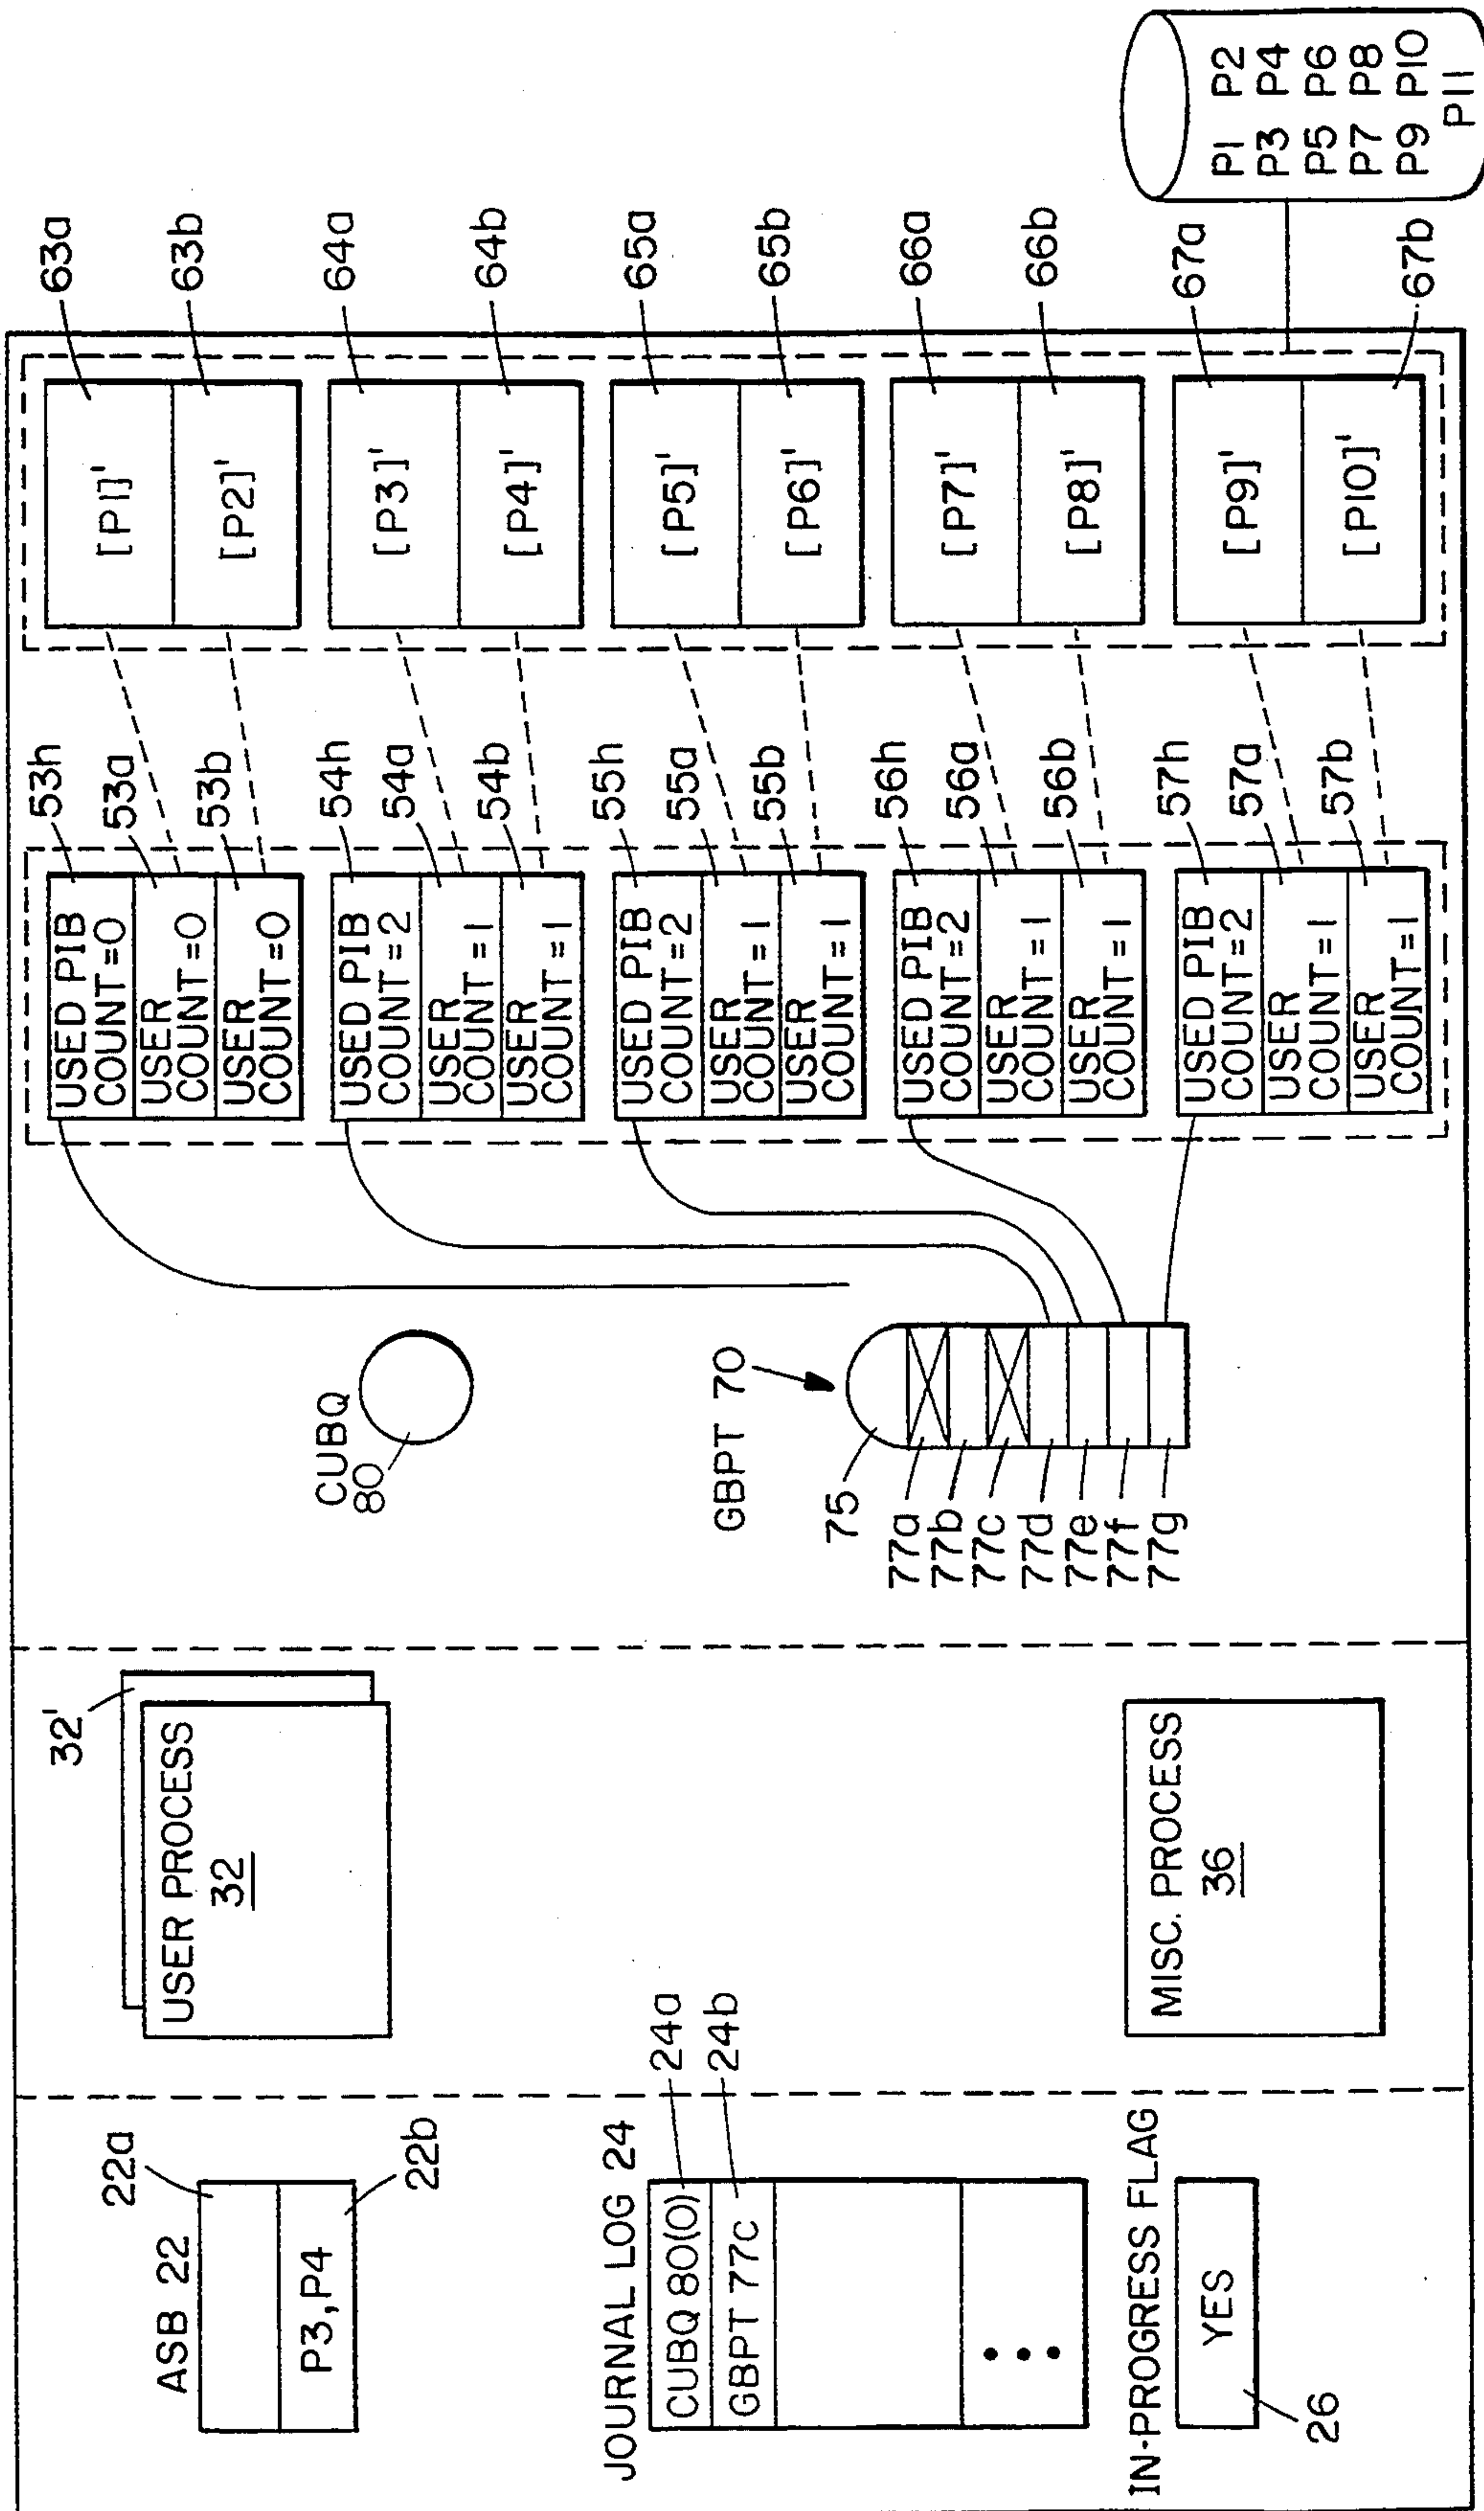 ASB 22
22a
P3,P4
22b
JOURNAL LOG 24
CUBQ 80(0)
24a
GBPT 77c
24b
IN-PROGRESS FLAG
YES
26
32'
USER PROCESS
32
MISC. PROCESS
36
CUBQ
80
GBPT 70
75
77a
77b
77c
77d
77e
77f
77g
53h
USED PIB
COUNT=0
53a
USER
COUNT=0
53b
USER
COUNT=0
54h
USED PIB
COUNT=2
54a
USER
COUNT=1
54b
USER
COUNT=1
55h
USED PIB
COUNT=2
55a
USER
COUNT=1
55b
USER
COUNT=1
56h
USED PIB
COUNT=2
56a
USER
COUNT=1
56b
USER
COUNT=1
57h
USED PIB
COUNT=2
57a
USER
COUNT=1
57b
USER
COUNT=1
63a
[P1]'
63b
[P2]'
64a
[P3]'
64b
[P4]'
65a
[P5]'
65b
[P6]'
66a
[P7]'
66b
[P8]'
67a
[P9]'
67b
[P10]'
P1 P2
P3 P4
P5 P6
P7 P8
P9 P10
P11